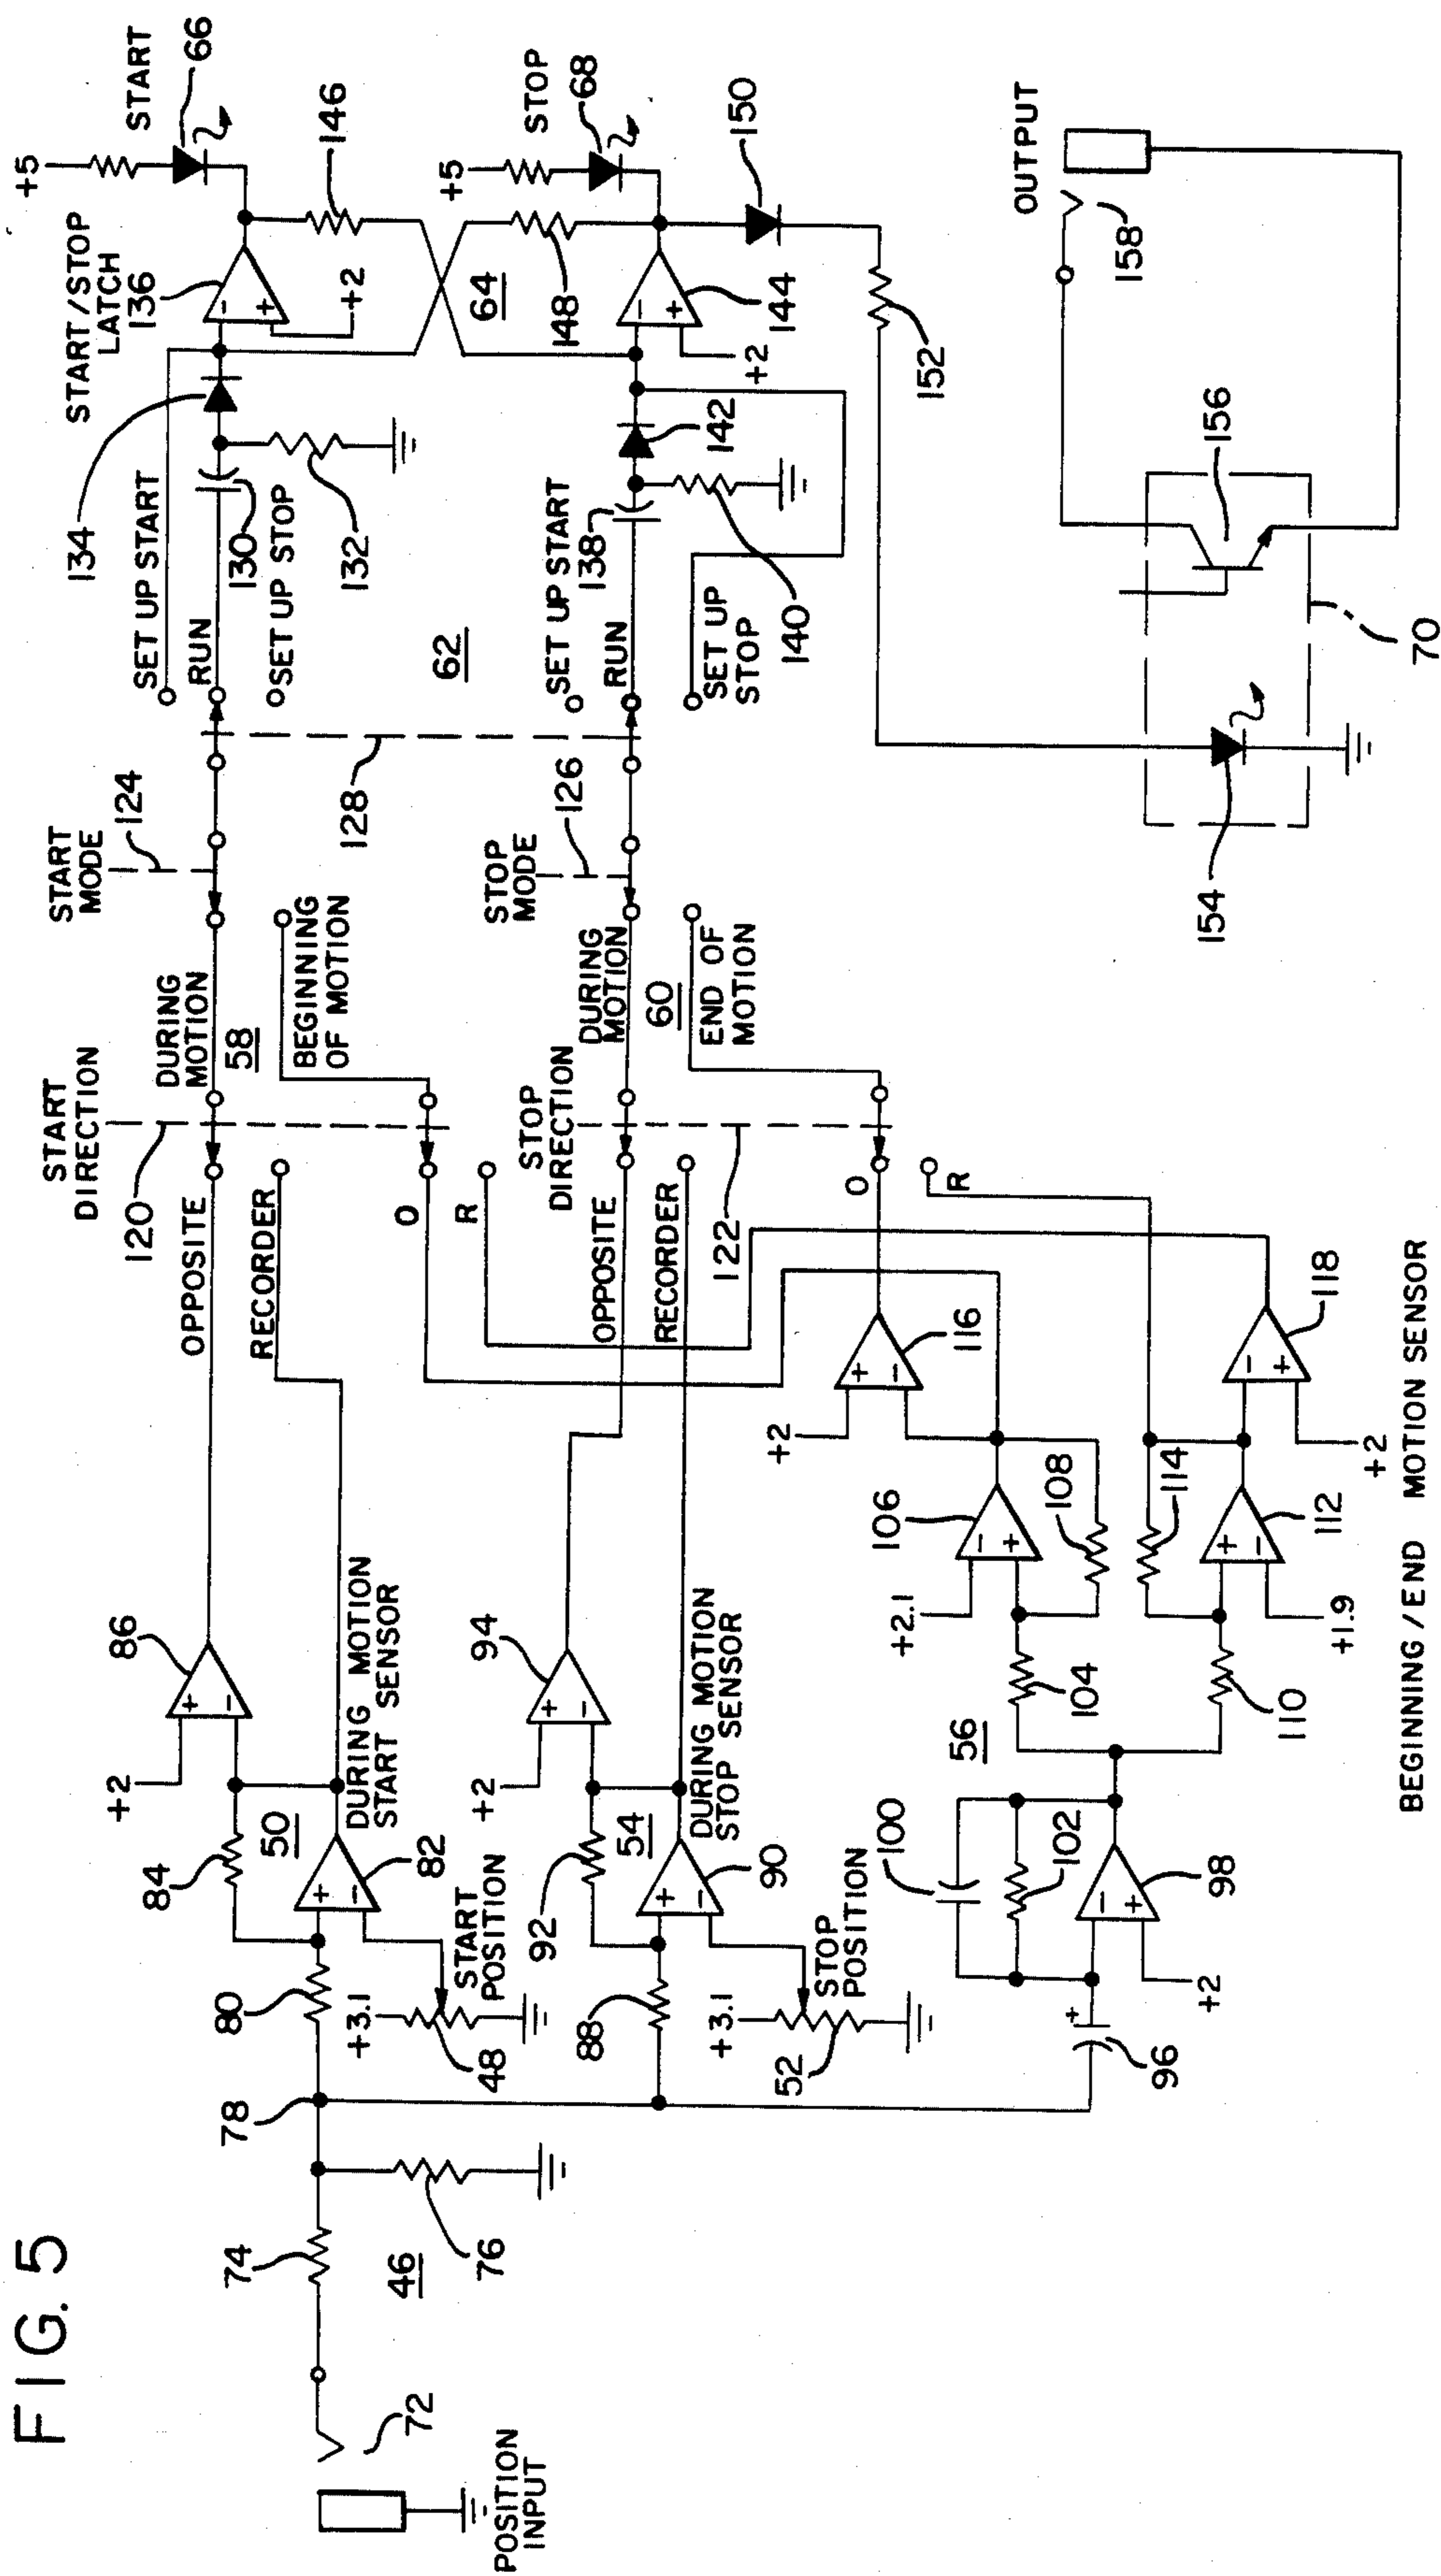 FIG. 5
POSITION
INPUT
72
74
46
76
78
80
84
50
+2
86
82
+3.1
48
START
POSITION
DURING MOTION
START SENSOR
88
92
54
+2
94
90
+3.1
52
STOP
POSITION
DURING MOTION
STOP SENSOR
96
+
100
102
98
+2
56
104
+2.1
106
108
110
+1.9
112
114
+2
116
+2
118
BEGINNING/END MOTION SENSOR
OPPOSITE
RECORDER
START
DIRECTION
120
O
R
OPPOSITE
RECORDER
STOP
DIRECTION
122
O
R
DURING
MOTION
58
BEGINNING
OF MOTION
START
MODE
124
DURING
MOTION
60
END OF
MOTION
STOP
MODE
126
128
62
SET UP START
RUN
SET UP STOP
130
132
134
START/STOP
LATCH
136
-
+
+2
+5
START
66
146
64
148
SET UP START
RUN
SET UP
STOP
138
140
142
+2
144
-
+
+5
STOP
68
150
152
154
156
70
OUTPUT
158